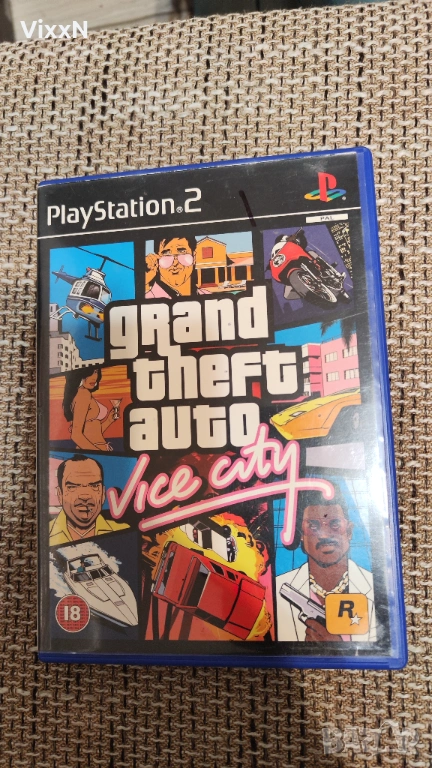 VixxN
PlayStation®2
PAL
grand
theft
auto
Vice City
18
R